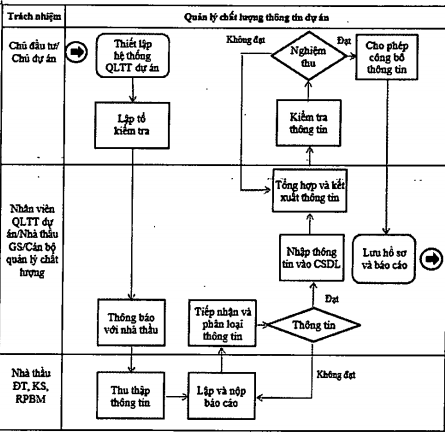 Trách nhiệm
Quản lý chất lượng thông tin dự án
Chủ đầu tư/
Chủ dự án
Thiết lập
hệ thống
QLTT dự án
Lập tổ
kiểm tra
Không đạt
Nghiệm
thu
Đạt
Cho phép
công bố
thông tin
Kiểm tra
thông tin
Nhân viên
QLTT dự
án/Nhà thầu
GS/Cán bộ
quản lý chất
lượng
Tổng hợp và kết
xuất thông tin
Nhập thông
tin vào CSDL
Lưu hồ sơ
và báo cáo
Đạt
Thông báo
với nhà thầu
Tiếp nhận và
phân loại
thông tin
Thông tin
Nhà thầu
ĐT, KS,
RPBM
Thu thập
thông tin
Lập và nộp
báo cáo
Không đạt